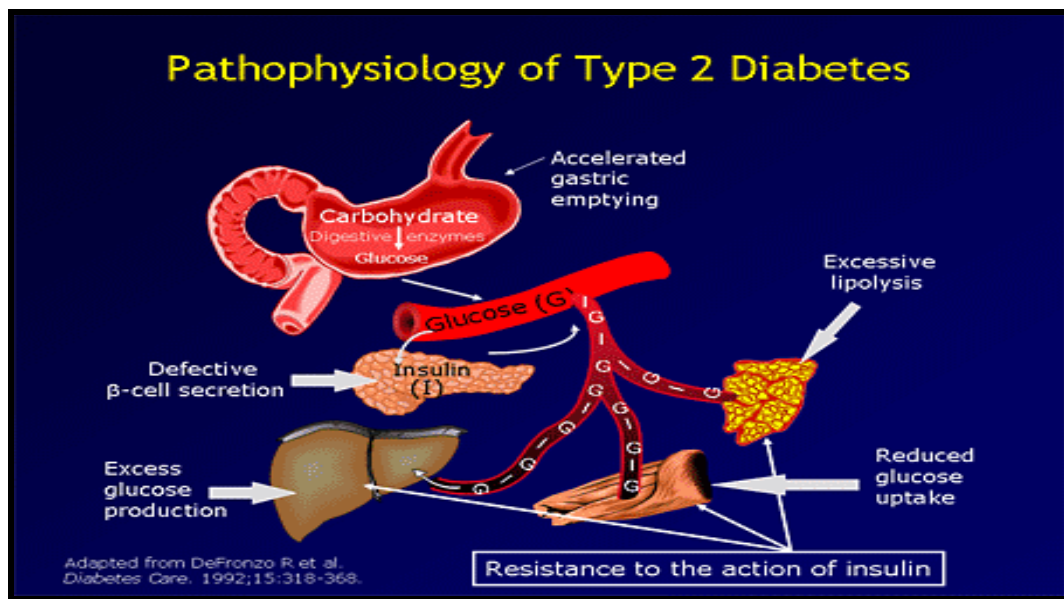 Pathophysiology of Type 2 Diabetes
Accelerated
gastric
emptying
Carbohydrate
Digestive enzymes
Glucose
Glucose (G)
Excessive
lipolysis
Defective
β-cell secretion
Insulin
(I)
I
G
I
G
G
I
G
I
G
I
G
I
G
I
G
I
G
I
G
Excess
glucose
production
Reduced
glucose
uptake
Resistance to the action of insulin
Adapted from DeFronzo R et al.
Diabetes Care. 1992;15:318-368.